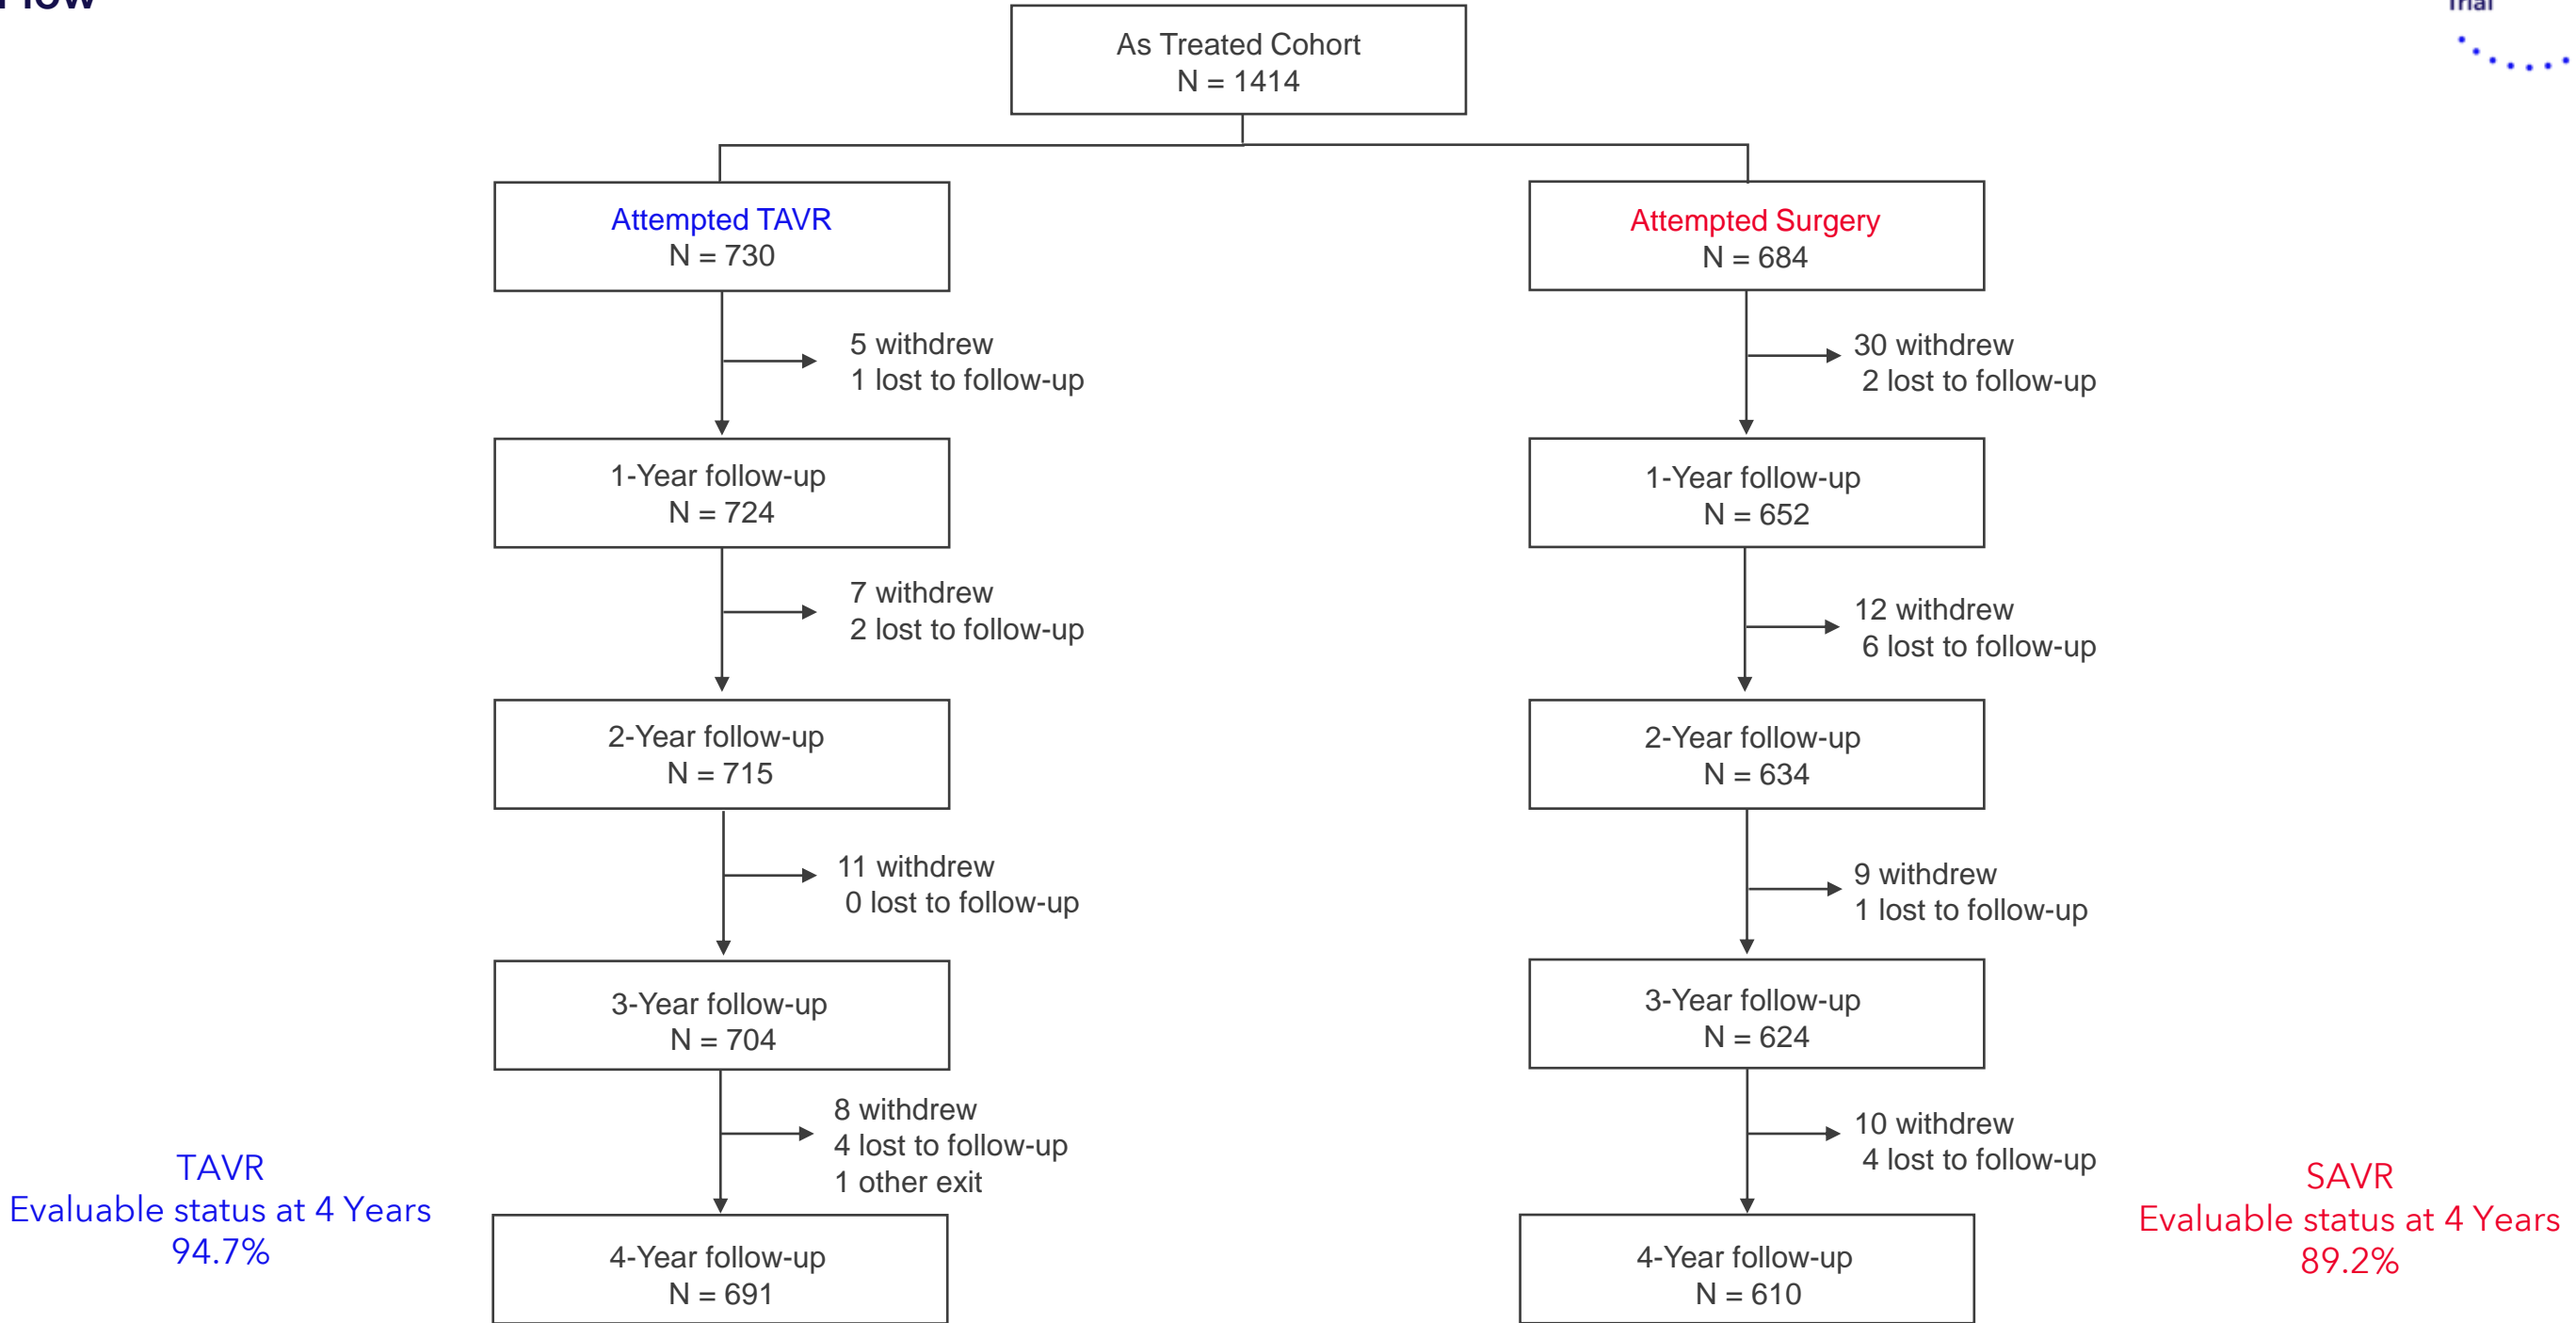 Flow
Trial
As Treated Cohort
N = 1414
Attempted TAVR
N = 730
Attempted Surgery
N = 684
5 withdrew
1 lost to follow-up
30 withdrew
2 lost to follow-up
1-Year follow-up
N = 724
1-Year follow-up
N = 652
7 withdrew
2 lost to follow-up
12 withdrew
6 lost to follow-up
2-Year follow-up
N = 715
2-Year follow-up
N = 634
11 withdrew
0 lost to follow-up
9 withdrew
1 lost to follow-up
3-Year follow-up
N = 704
3-Year follow-up
N = 624
8 withdrew
4 lost to follow-up
1 other exit
10 withdrew
4 lost to follow-up
TAVR
Evaluable status at 4 Years
94.7%
4-Year follow-up
N = 691
4-Year follow-up
N = 610
SAVR
Evaluable status at 4 Years
89.2%